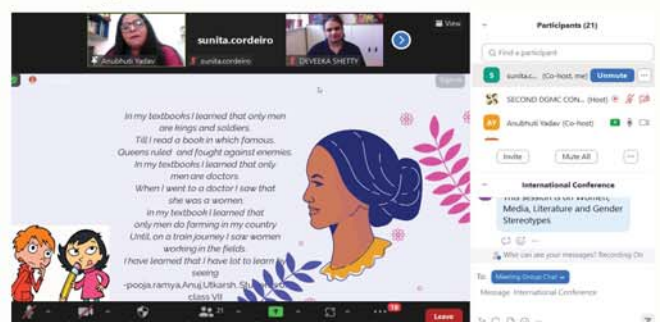 View
Participants (21)
sunita.cordeiro
Find a participant
Anubhuti Yadav
sunita.cordeiro
DEVEEKA SHETTY
S
sunita.c... (Co-host, me)
Unmute
SECOND DGMC CON... (Host)
AY
Anubhuti Yadav (Co-host)
In my textbooks I learned that only men
are kings and soldiers.
Till I read a book in which famous.
Queens ruled and fought against enemies.
In my textbooks I learned that only
men are doctors
When I went to a doctor I saw that
she was a women.
In my textbook I learned that
only men do farming in my country
Until, on a train journey I saw women
working in the fields.
I have learned that I have lot to learn by
seeing
-pooja,ramya,Anuj,Utkarsh,
class VII
Invite
Mute All
International Conference
This session is on Women,
Media, Literature and Gender
Stereotypes
Who can see your messages? Recording On
To:
Meeting Group Chat
Message International Conference
21
10
Leave